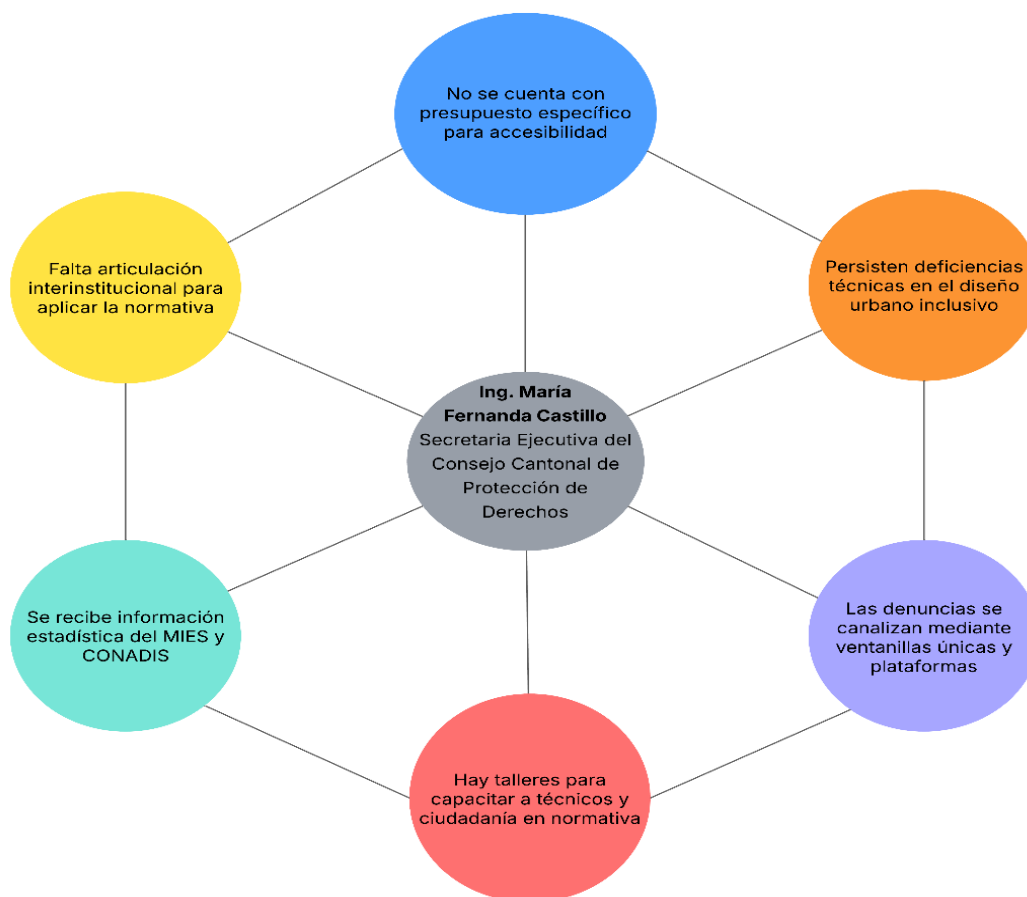 No se cuenta con
presupuesto específico
para accesibilidad
Falta articulación
interinstitucional para
aplicar la normativa
Persisten deficiencias
técnicas en el diseño
urbano inclusivo
Ing. María
Fernanda Castillo
Secretaria Ejecutiva del
Consejo Cantonal de
Protección de
Derechos
Se recibe información
estadística del MIES y
CONADIS
Las denuncias se
canalizan mediante
ventanillas únicas y
plataformas
Hay talleres para
capacitar a técnicos y
ciudadanía en normativa